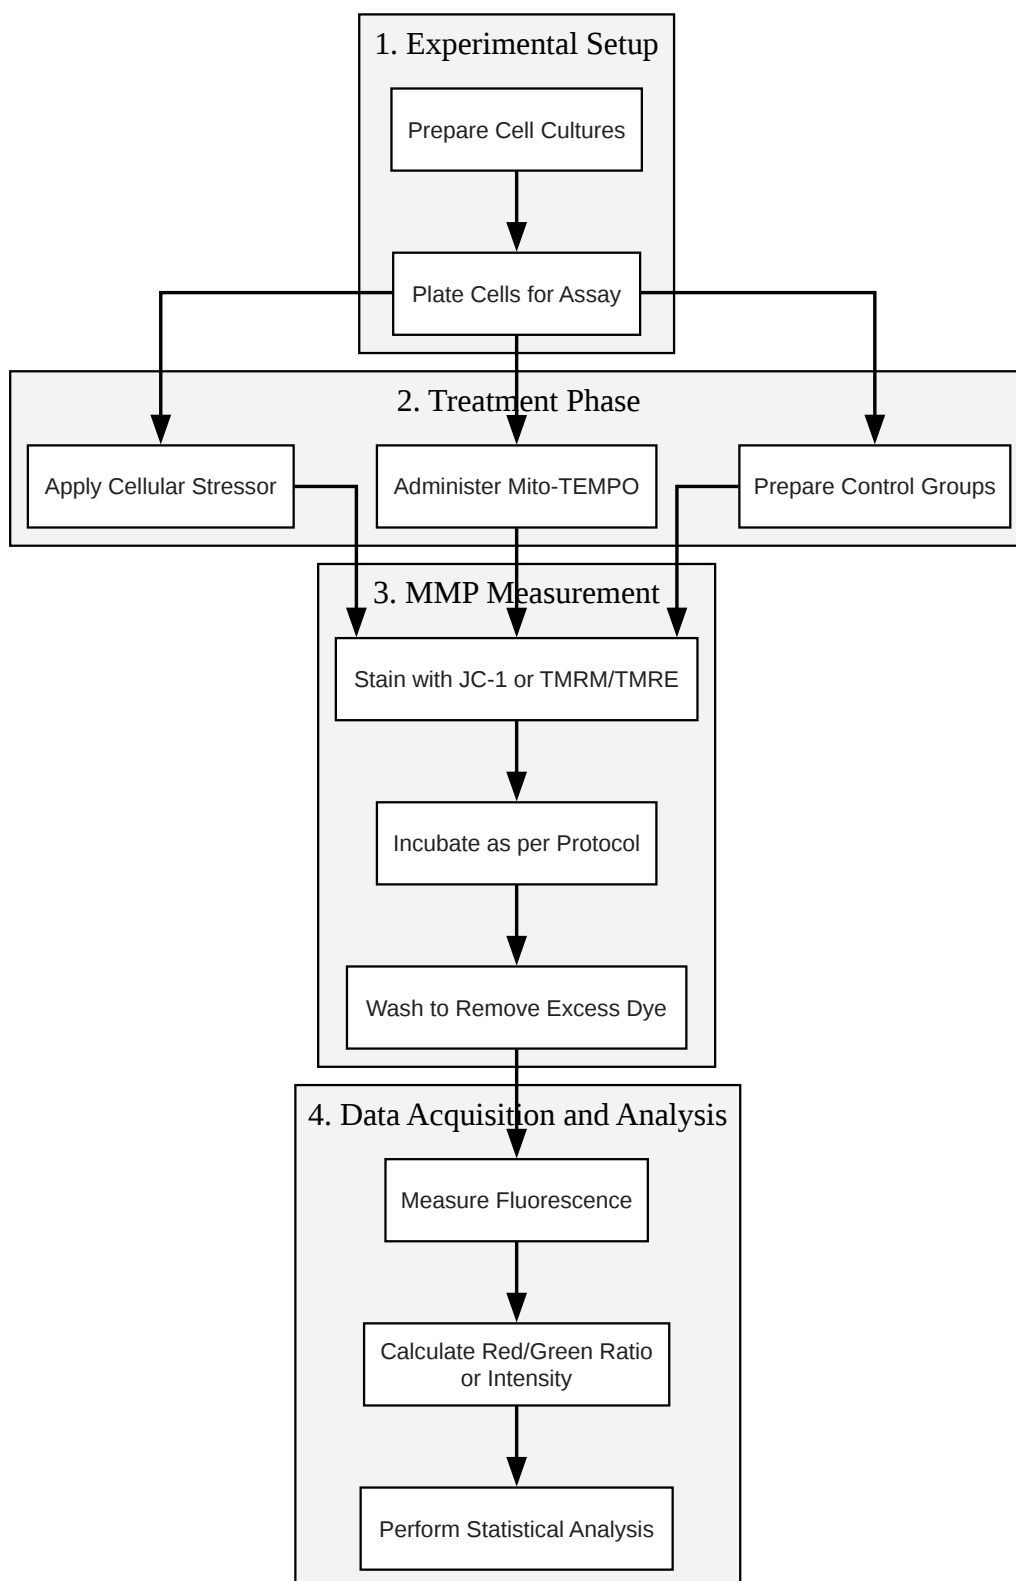 1. Experimental Setup
Prepare Cell Cultures
Plate Cells for Assay
2. Treatment Phase
Apply Cellular Stressor
Administer Mito-TEMPO
Prepare Control Groups
3. MMP Measurement
Stain with JC-1 or TMRM/TMRE
Incubate as per Protocol
Wash to Remove Excess Dye
4. Data Acquisition and Analysis
Measure Fluorescence
Calculate Red/Green Ratio
or Intensity
Perform Statistical Analysis